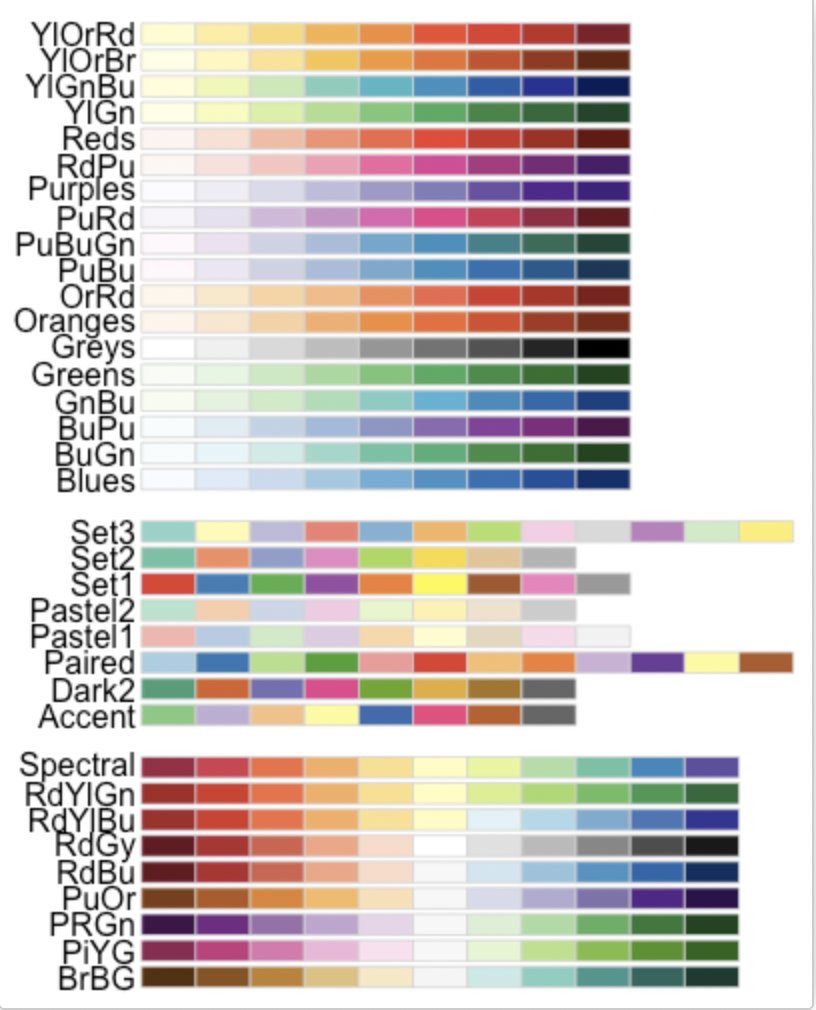 YlOrRd
YlOrBr
YlGnBu
YlGn
Reds
RdPu
Purples
PuRd
PuBuGn
PuBu
OrRd
Oranges
Greys
Greens
GnBu
BuPu
BuGn
Blues
Set3
Set2
Set1
Pastel2
Pastel1
Paired
Dark2
Accent
Spectral
RdYlGn
RdYlBu
RdGy
RdBu
PuOr
PRGn
PiYG
BrBG